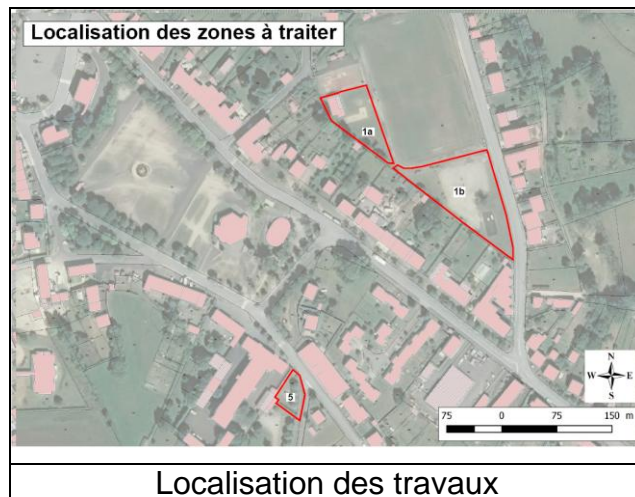 Localisation des zones à traiter
1a
1b
5
N
W E
S
75 0 75 150 m
Localisation des travaux